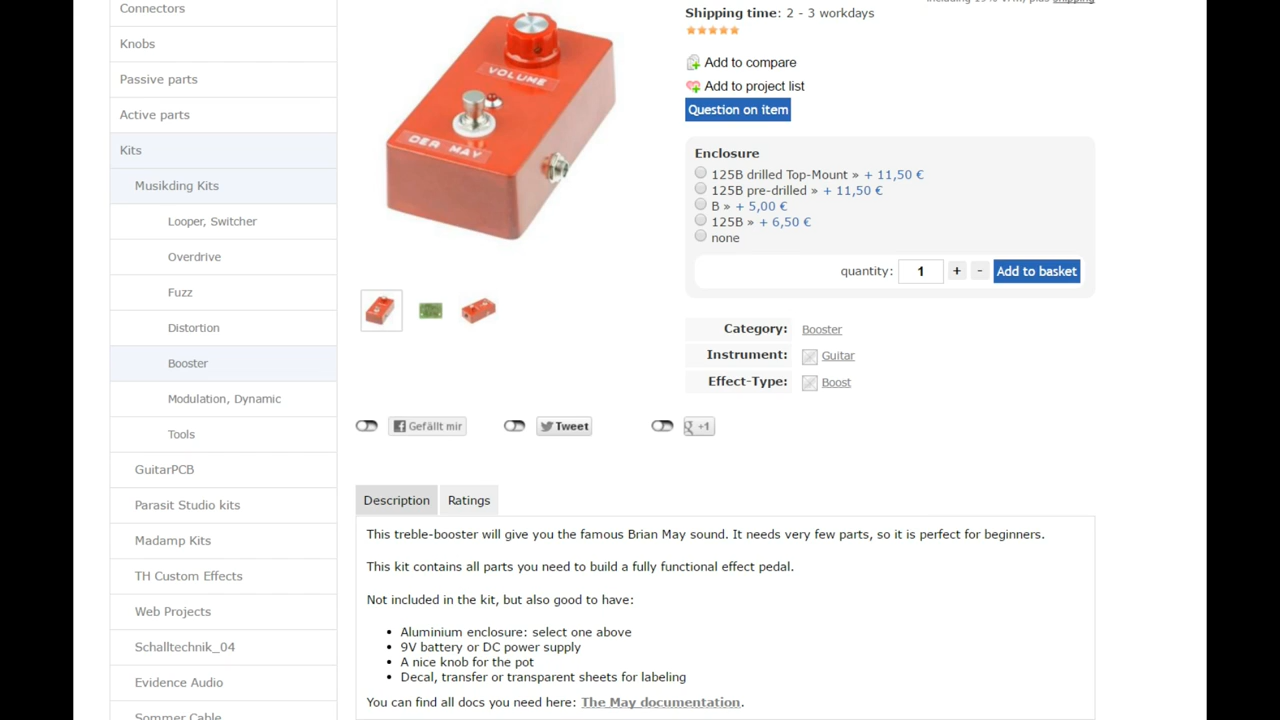 Connectors
Knobs
Passive parts
Active parts
Kits
Musikding Kits
Looper, Switcher
Overdrive
Fuzz
Distortion
Booster
Modulation, Dynamic
Tools
GuitarPCB
Parasit Studio kits
Madamp Kits
TH Custom Effects
Web Projects
Schalltechnik_04
Evidence Audio
Sommer Cable
VOLUME
DER MAY
Shipping time: 2 - 3 workdays
Add to compare
Add to project list
Question on item
Enclosure
125B drilled Top-Mount » + 11,50 €
125B pre-drilled » + 11,50 €
B » + 5,00 €
125B » + 6,50 €
none
quantity: 1 + - Add to basket
Category: Booster
Instrument: Guitar
Effect-Type: Boost
Gefällt mir Tweet +1
Description Ratings
This treble-booster will give you the famous Brian May sound. It needs very few parts, so it is perfect for beginners.
This kit contains all parts you need to build a fully functional effect pedal.
Not included in the kit, but also good to have:
Aluminium enclosure: select one above
9V battery or DC power supply
A nice knob for the pot
Decal, transfer or transparent sheets for labeling
You can find all docs you need here: The May documentation.